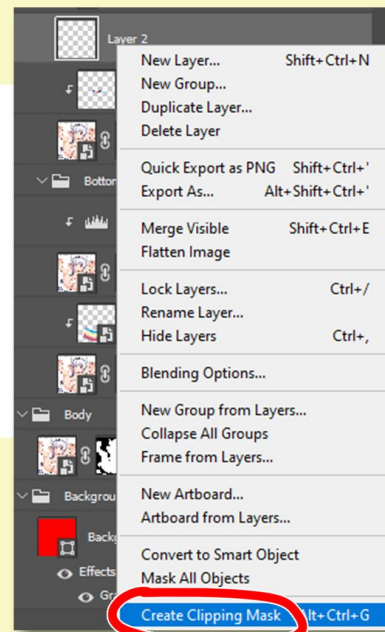 Layer 2
New Layer... Shift+Ctrl+N
New Group...
Duplicate Layer...
Delete Layer
Quick Export as PNG Shift+Ctrl+'
Export As... Alt+Shift+Ctrl+'
Merge Visible Shift+Ctrl+E
Flatten Image
Lock Layers... Ctrl+/
Rename Layer...
Hide Layers Ctrl+,
Blending Options...
New Group from Layers...
Collapse All Groups
Frame from Layers...
New Artboard...
Artboard from Layers...
Convert to Smart Object
Mask All Objects
Create Clipping Mask Alt+Ctrl+G
Body
Effects